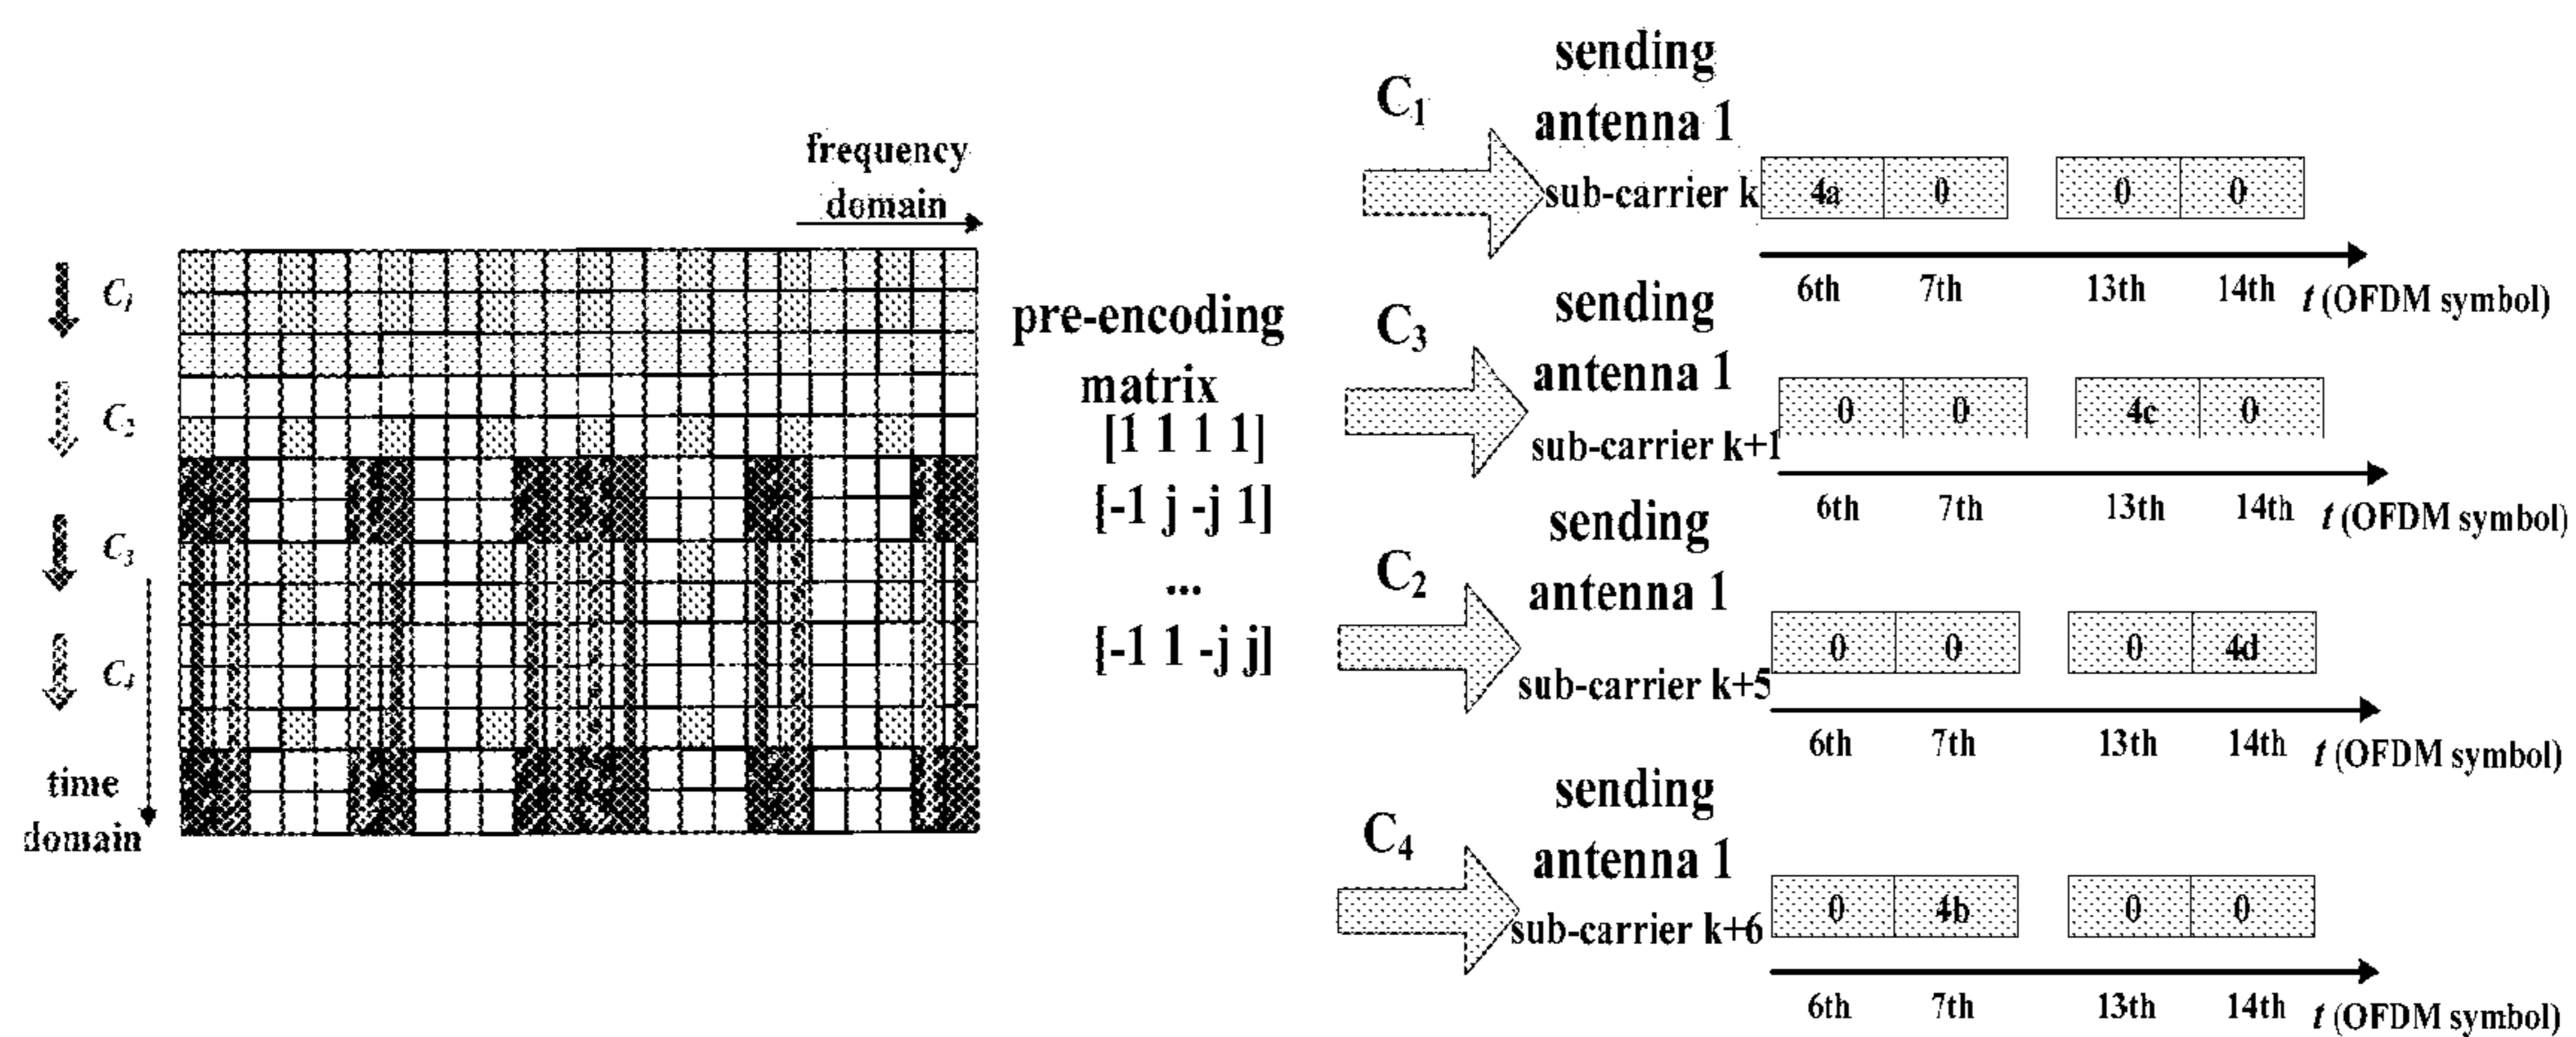 frequency
domain
C1
C2
C3
C4
time
domain
pre-encoding
matrix
[1 1 1 1]
[-1 j -j 1]
...
[-1 1 -j j]
C1
sending
antenna 1
sub-carrier k
4a 0 0 0
6th 7th 13th 14th t (OFDM symbol)
C3
sending
antenna 1
sub-carrier k+1
0 0 4c 0
6th 7th 13th 14th t (OFDM symbol)
C2
sending
antenna 1
sub-carrier k+5
0 0 0 4d
6th 7th 13th 14th t (OFDM symbol)
C4
sending
antenna 1
sub-carrier k+6
0 4b 0 0
6th 7th 13th 14th t (OFDM symbol)